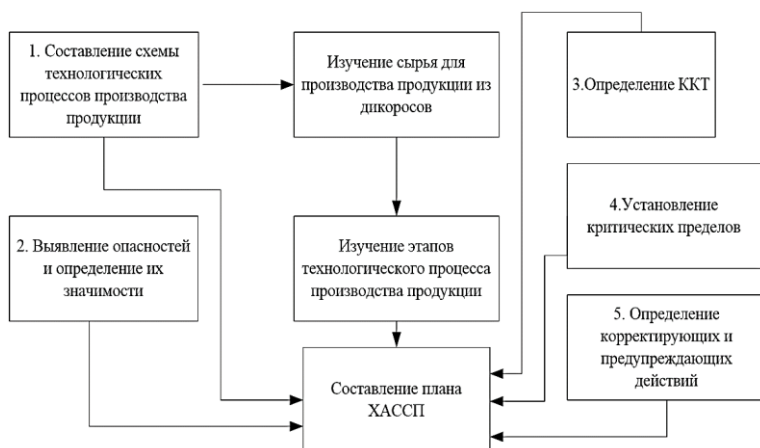 1. Составление схемы
технологических
процессов производства
продукции
Изучение сырья для
производства продукции из
дикоросов
3.Определение ККТ
2. Выявление опасностей
и определение их
значимости
Изучение этапов
технологического процесса
производства продукции
4.Установление
критических пределов
5. Определение
корректирующих и
предупреждающих
действий
Составление плана
ХАССП